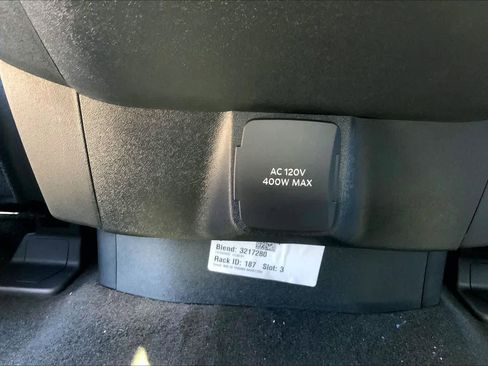 AC 120V
400W MAX
Blend: 3217280
Rack ID: 187 Slot: 3